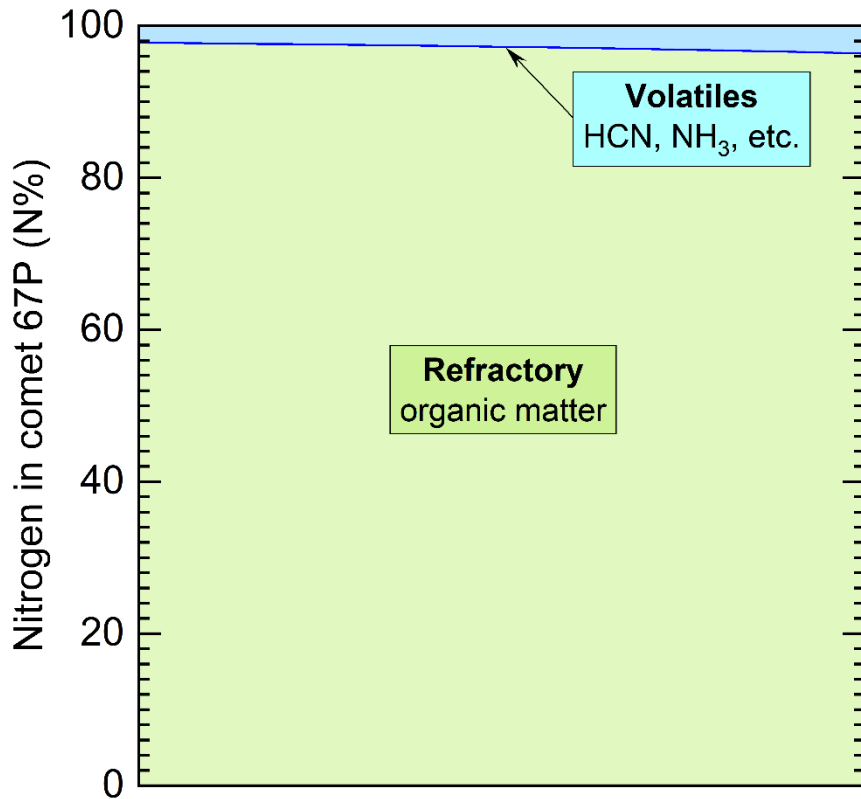 100
Volatiles
HCN, NH₃, etc.
80
Nitrogen in comet 67P (N%)
60
Refractory
organic matter
40
20
0